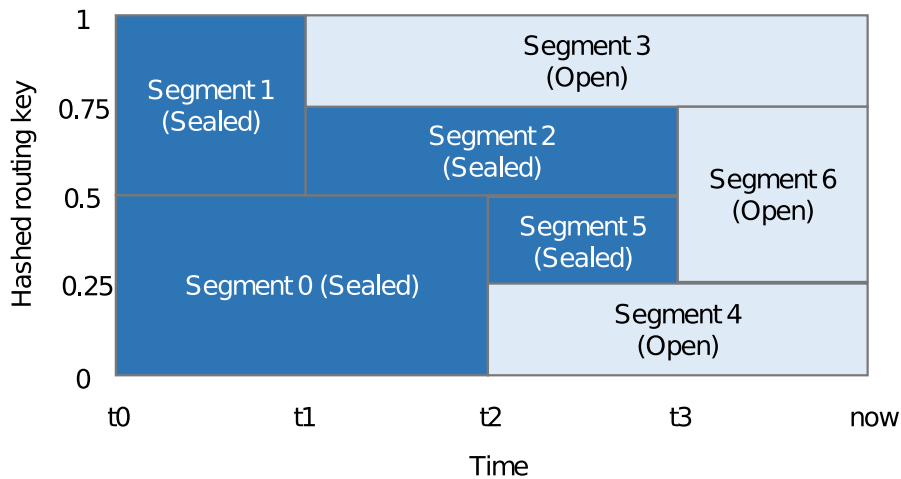 1
Segment 3
(Open)
Segment 1
(Sealed)
0.75
Segment 2
(Sealed)
Hashed routing key
Segment 6
(Open)
0.5
Segment 5
(Sealed)
Segment 0 (Sealed)
0.25
Segment 4
(Open)
0
t0
t1
t2
t3
now
Time